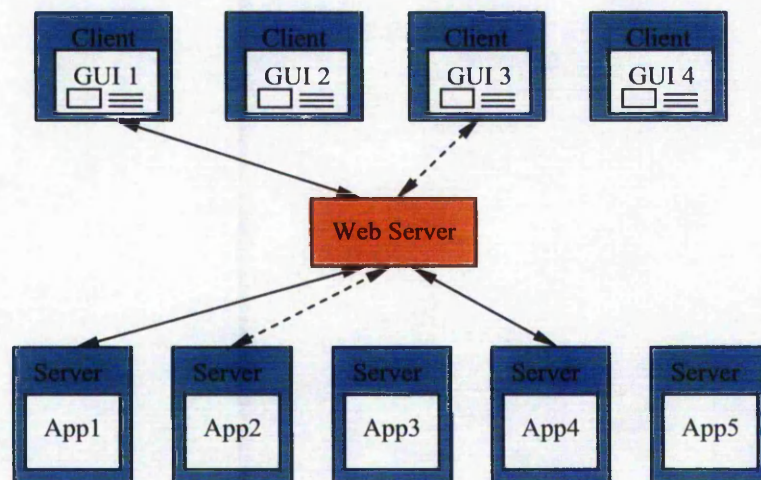 Client Client Client Client
GUI 1 GUI 2 GUI 3 GUI 4
Web Server
Server Server Server Server Server
App1 App2 App3 App4 App5